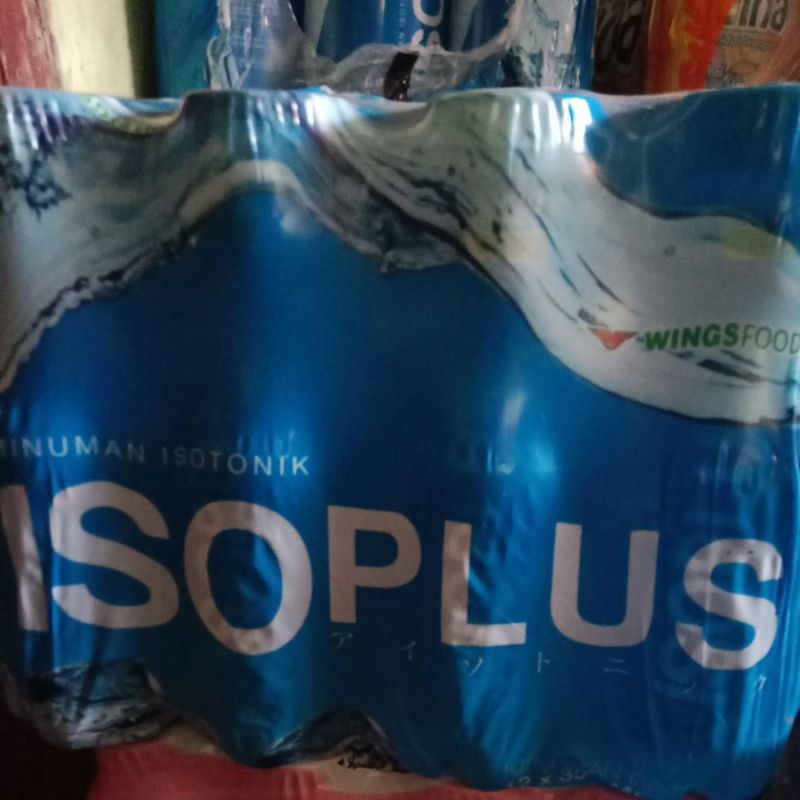 WINGSFOOD
MINUMAN ISOTONIK
ISOPLUS
アイソトニック